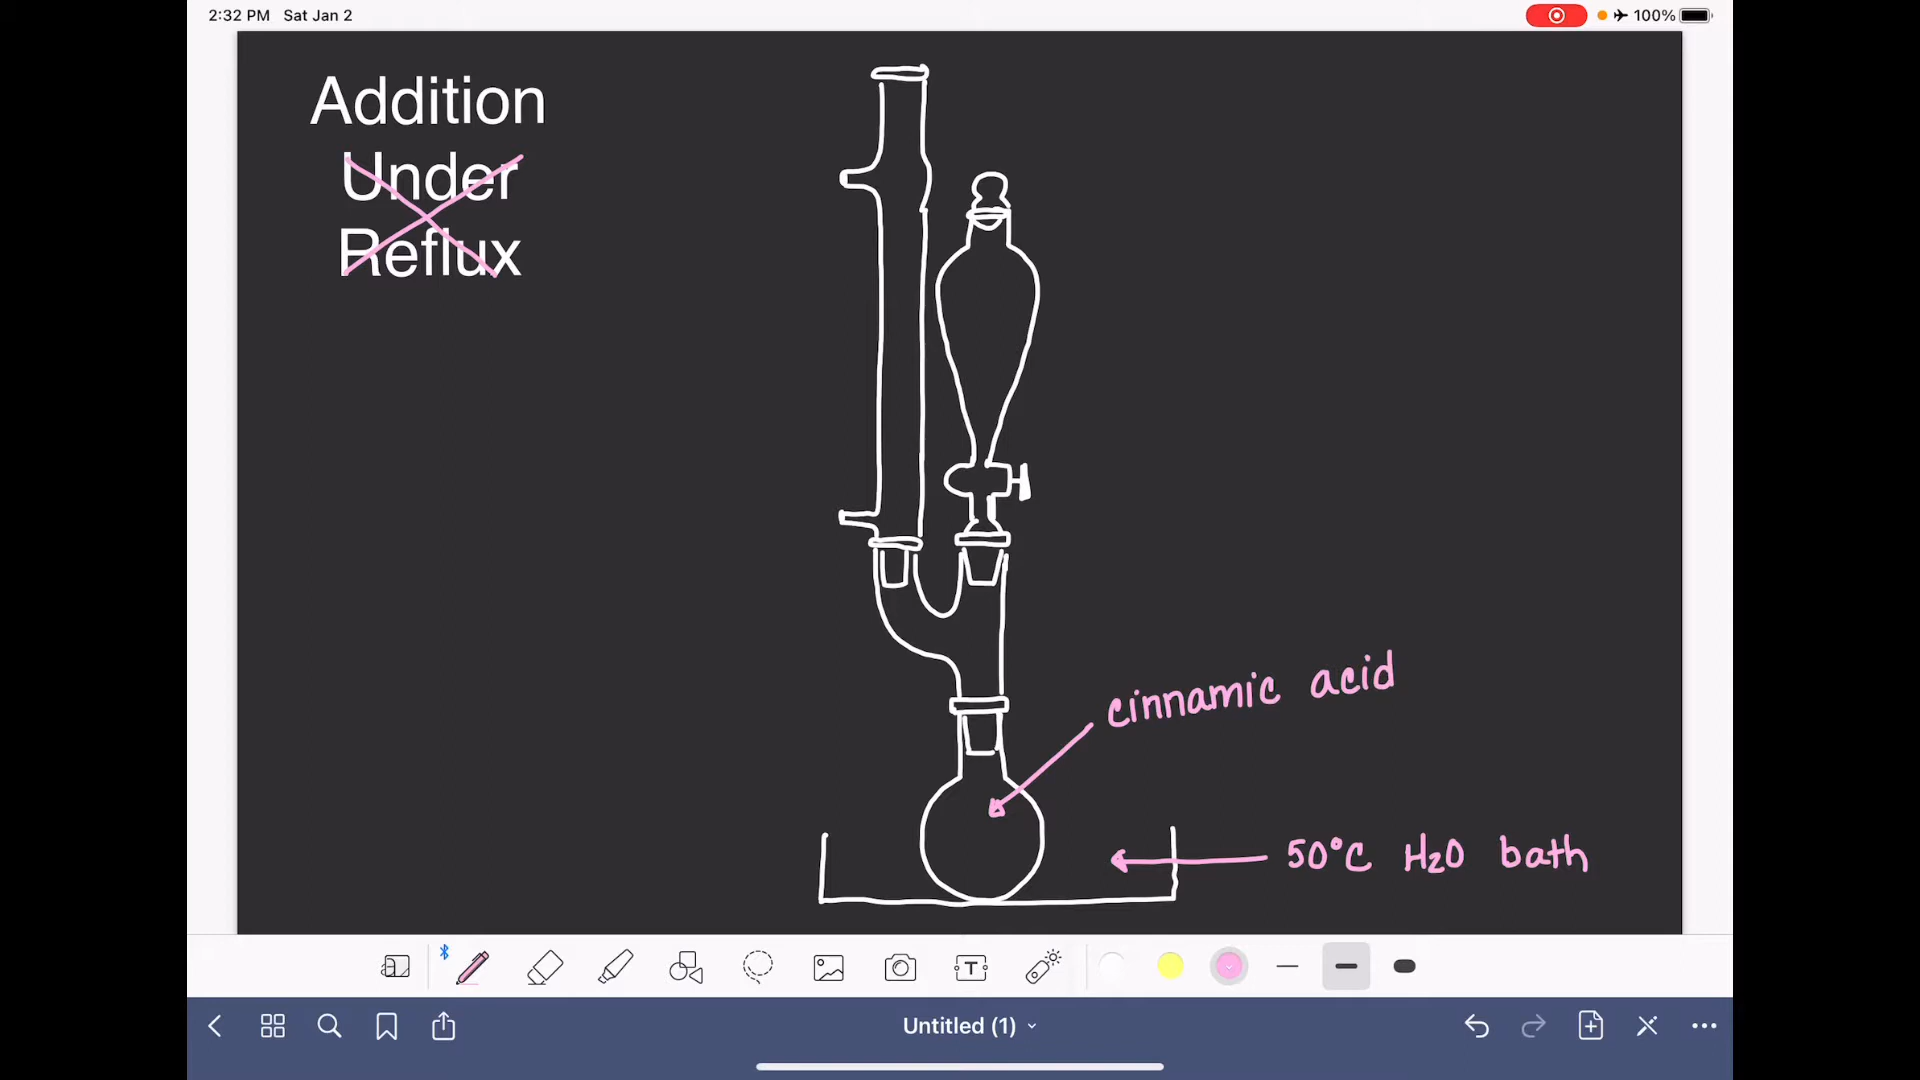 2:32 PM Sat Jan 2
100%
Addition
Under
Reflux
cinnamic acid
50°C H₂O bath
T
Untitled (1)